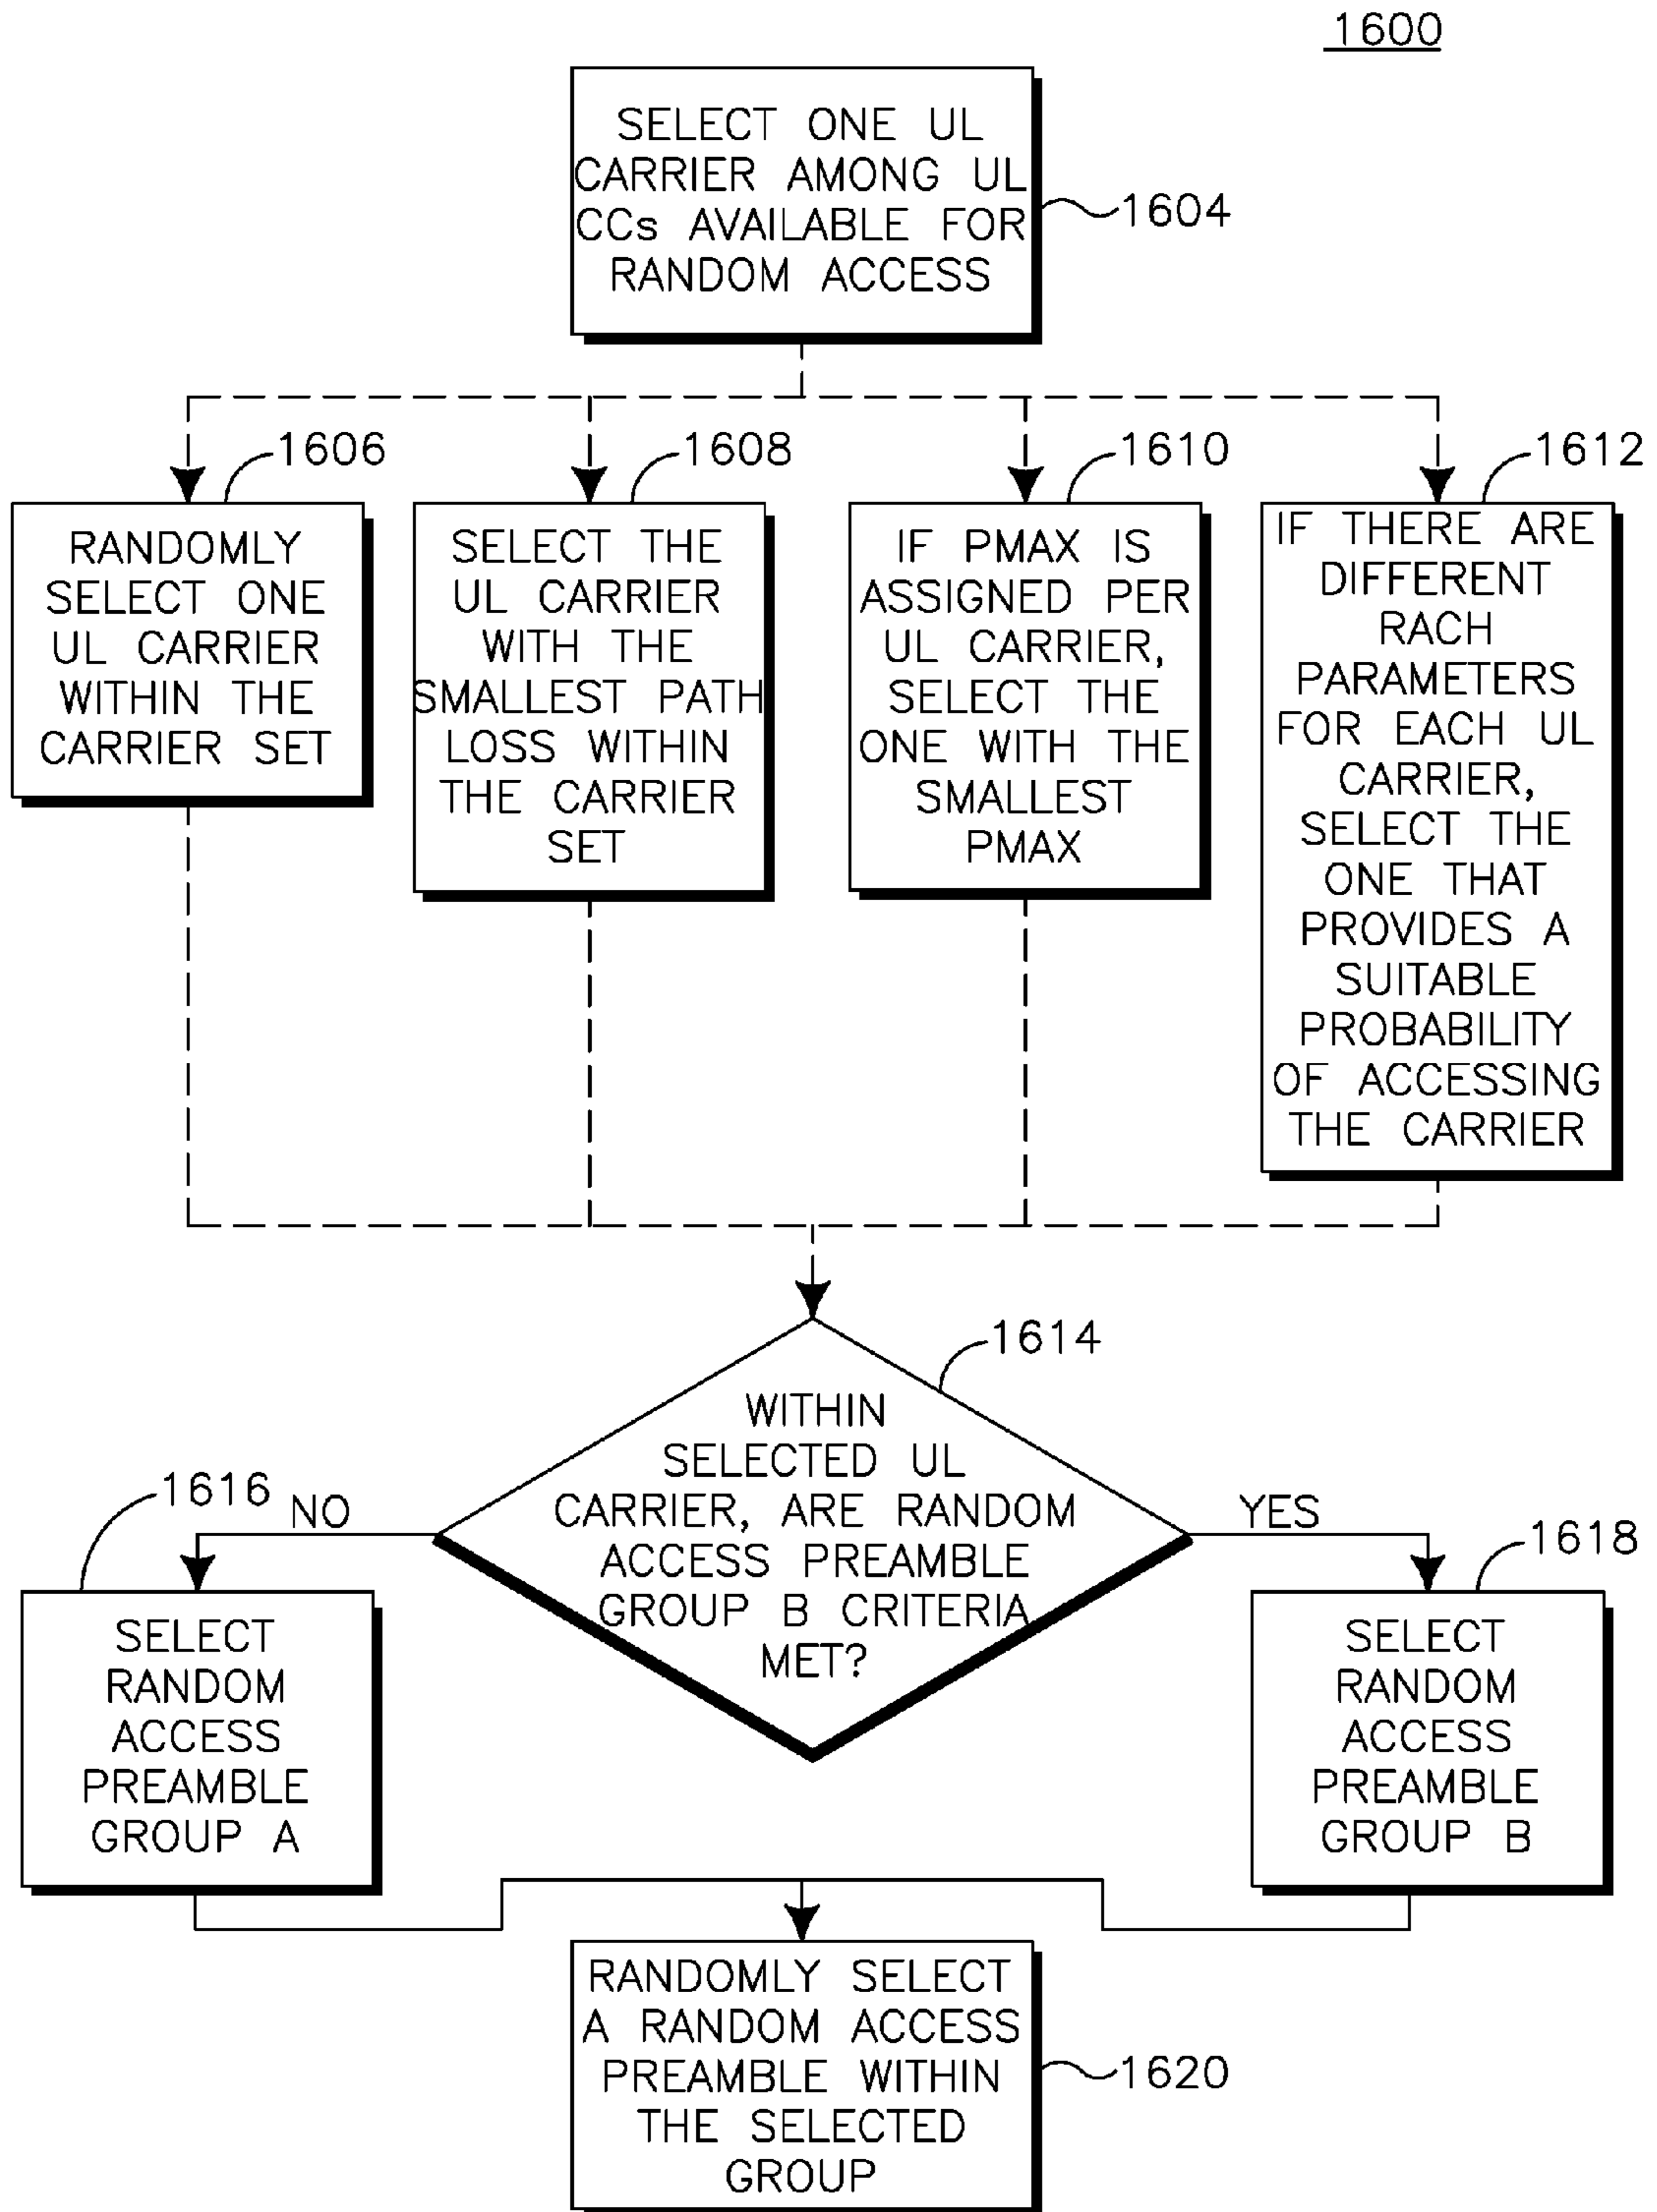 1600
SELECT ONE UL
CARRIER AMONG UL
CCs AVAILABLE FOR
RANDOM ACCESS
1604
1606
RANDOMLY
SELECT ONE
UL CARRIER
WITHIN THE
CARRIER SET
1608
SELECT THE
UL CARRIER
WITH THE
SMALLEST PATH
LOSS WITHIN
THE CARRIER
SET
1610
IF PMAX IS
ASSIGNED PER
UL CARRIER,
SELECT THE
ONE WITH THE
SMALLEST
PMAX
1612
IF THERE ARE
DIFFERENT
RACH
PARAMETERS
FOR EACH UL
CARRIER,
SELECT THE
ONE THAT
PROVIDES A
SUITABLE
PROBABILITY
OF ACCESSING
THE CARRIER
1614
WITHIN
SELECTED UL
CARRIER, ARE RANDOM
ACCESS PREAMBLE
GROUP B CRITERIA
MET?
NO
YES
1616
SELECT
RANDOM
ACCESS
PREAMBLE
GROUP A
1618
SELECT
RANDOM
ACCESS
PREAMBLE
GROUP B
RANDOMLY SELECT
A RANDOM ACCESS
PREAMBLE WITHIN
THE SELECTED
GROUP
1620